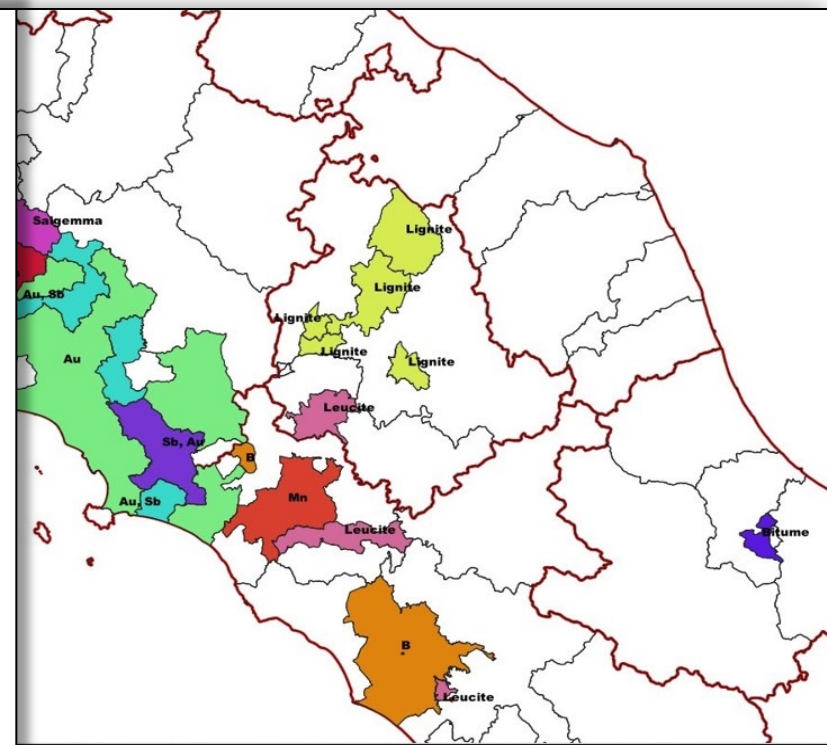 Salgemma
Lignite
Au, Sb
Lignite
Lignite
Lignite
Au
Lignite
Leucite
Sb, Au
B
Mn
Au, Sb
Leucite
Bitume
B
Leucite